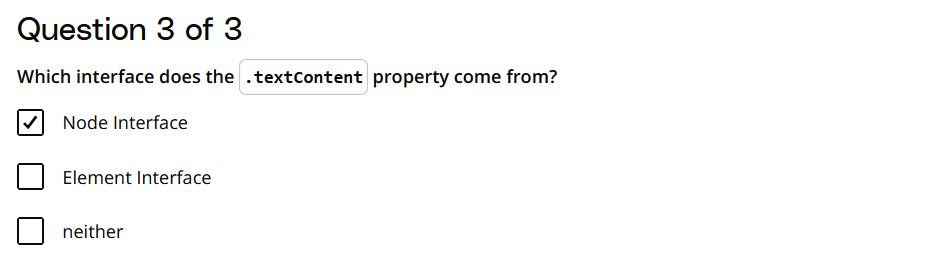 Question 3 of 3
Which interface does the .textContent property come from?
Node Interface
Element Interface
neither